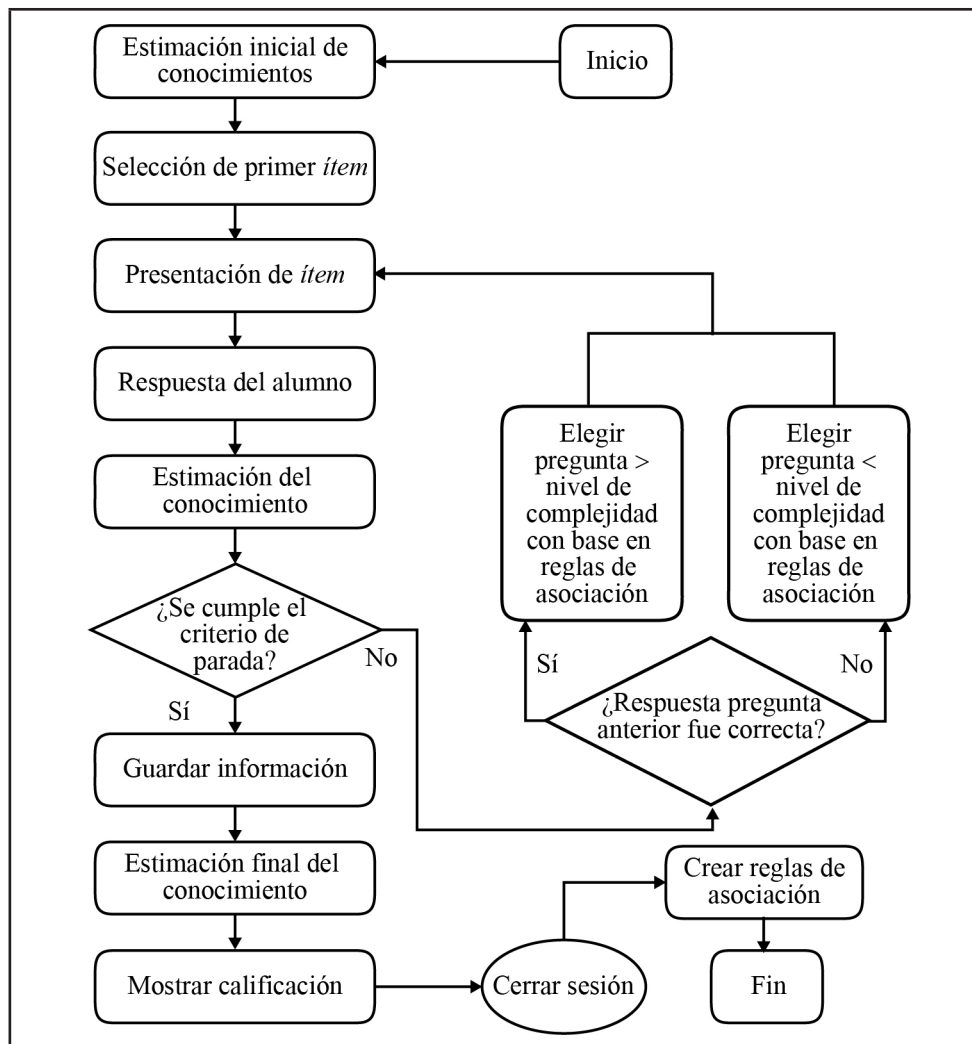 Estimación inicial de
conocimientos
Inicio
Selección de primer ítem
Presentación de ítem
Respuesta del alumno
Estimación del
conocimiento
¿Se cumple el
criterio de
parada?
No
Sí
Guardar información
Estimación final del
conocimiento
Mostrar calificación
Elegir
pregunta >
nivel de
complejidad
con base en
reglas de
asociación
Elegir
pregunta <
nivel de
complejidad
con base en
reglas de
asociación
Sí
No
¿Respuesta pregunta
anterior fue correcta?
Cerrar sesión
Crear reglas de
asociación
Fin